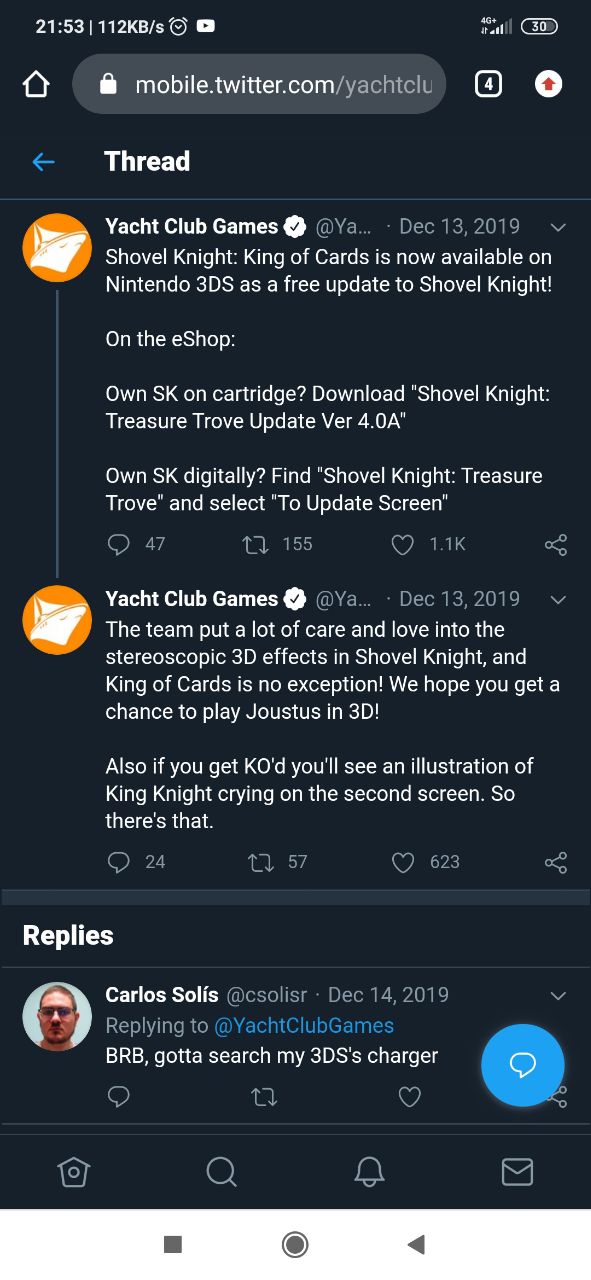 21:53 | 112KB/s
4G+
30
mobile.twitter.com/yachtclu
4
Thread
Yacht Club Games @Ya... · Dec 13, 2019
Shovel Knight: King of Cards is now available on
Nintendo 3DS as a free update to Shovel Knight!
On the eShop:
Own SK on cartridge? Download "Shovel Knight:
Treasure Trove Update Ver 4.0A"
Own SK digitally? Find "Shovel Knight: Treasure
Trove" and select "To Update Screen"
47 155 1.1K
Yacht Club Games @Ya... · Dec 13, 2019
The team put a lot of care and love into the
stereoscopic 3D effects in Shovel Knight, and
King of Cards is no exception! We hope you get a
chance to play Joustus in 3D!
Also if you get KO'd you'll see an illustration of
King Knight crying on the second screen. So
there's that.
24 57 623
Replies
Carlos Solís @csolisr · Dec 14, 2019
Replying to @YachtClubGames
BRB, gotta search my 3DS's charger